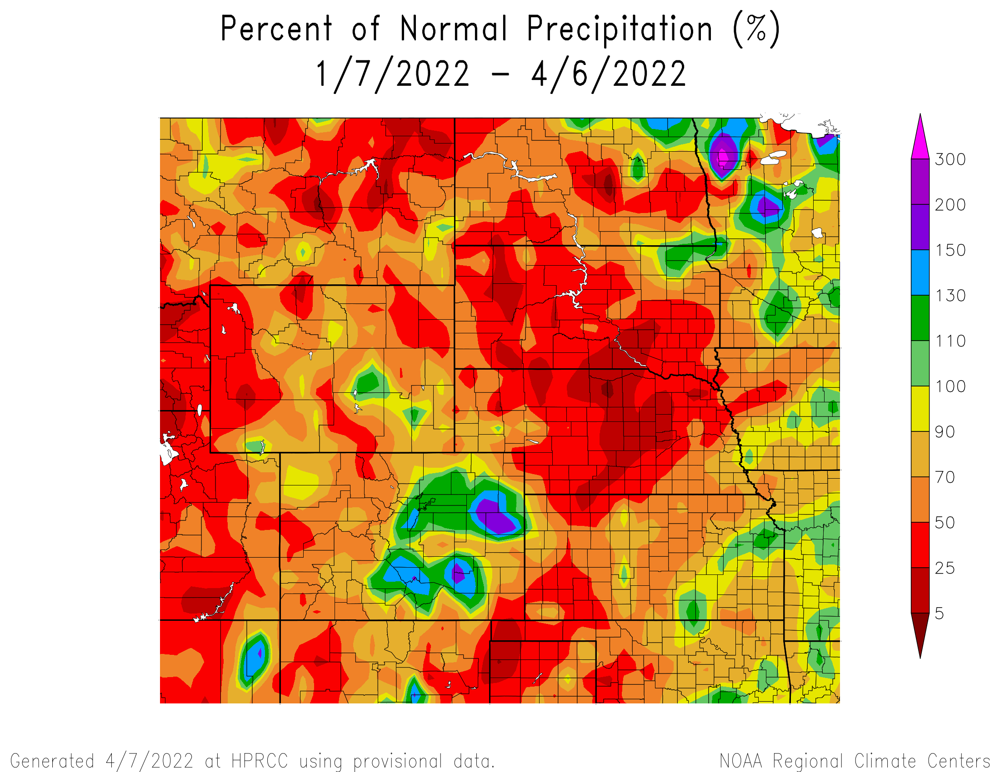 Percent of Normal Precipitation (%)
1/7/2022 – 4/6/2022
300
200
150
130
110
100
90
70
50
25
5
Generated 4/7/2022 at HPRCC using provisional data.
NOAA Regional Climate Centers